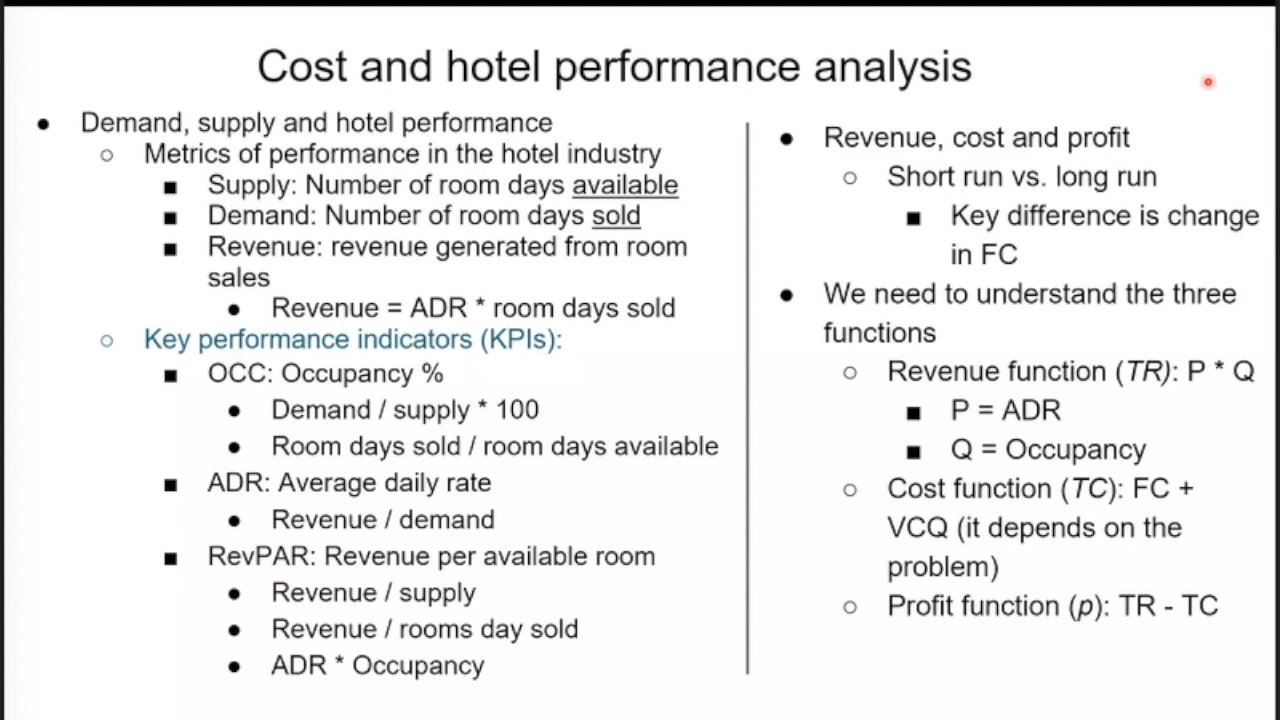 Cost and hotel performance analysis
● Demand, supply and hotel performance
○ Metrics of performance in the hotel industry
■ Supply: Number of room days available
■ Demand: Number of room days sold
■ Revenue: revenue generated from room
sales
● Revenue = ADR * room days sold
○ Key performance indicators (KPIs):
■ OCC: Occupancy %
● Demand / supply * 100
● Room days sold / room days available
■ ADR: Average daily rate
● Revenue / demand
■ RevPAR: Revenue per available room
● Revenue / supply
● Revenue / rooms day sold
● ADR * Occupancy
● Revenue, cost and profit
○ Short run vs. long run
■ Key difference is change
in FC
● We need to understand the three
functions
○ Revenue function (TR): P * Q
■ P = ADR
■ Q = Occupancy
○ Cost function (TC): FC +
VCQ (it depends on the
problem)
○ Profit function (p): TR - TC